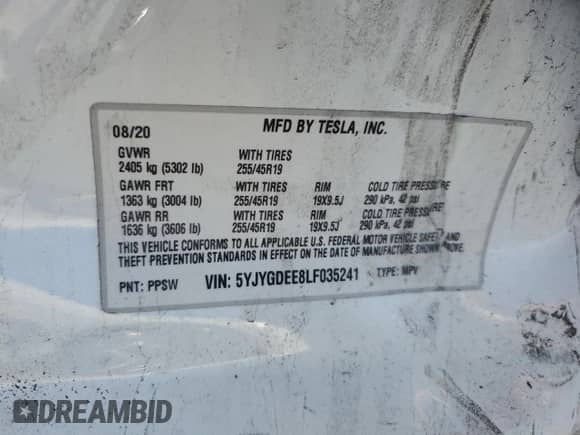 08/20 MFD BY TESLA, INC.
GVWR WITH TIRES
2405 kg (5302 lb) 255/45R19
GAWR FRT WITH TIRES RIM COLD TIRE PRESSURE
1363 kg (3004 lb) 255/45R19 19X9.5J 290 kPa, 42 psi
GAWR RR WITH TIRES RIM COLD TIRE PRESSURE
1636 kg (3606 lb) 255/45R19 19X9.5J 290 kPa, 42 psi
THIS VEHICLE CONFORMS TO ALL APPLICABLE U.S. FEDERAL MOTOR VEHICLE SAFETY AND
THEFT PREVENTION STANDARDS IN EFFECT ON THE DATE OF MANUFACTURE SHOWN ABOVE.
PNT: PPSW VIN: 5YJYGDEE8LF035241 TYPE: MPV
DREAMBID